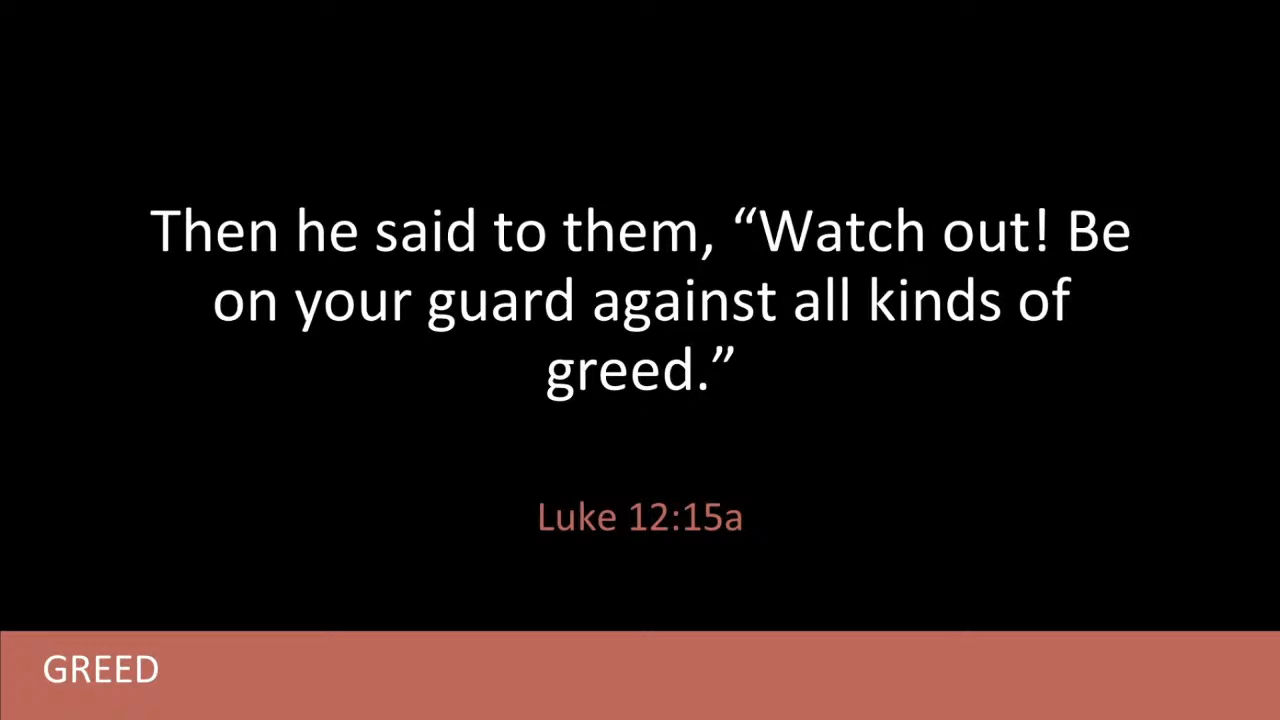 Then he said to them, “Watch out! Be
on your guard against all kinds of
greed.”
Luke 12:15a
GREED